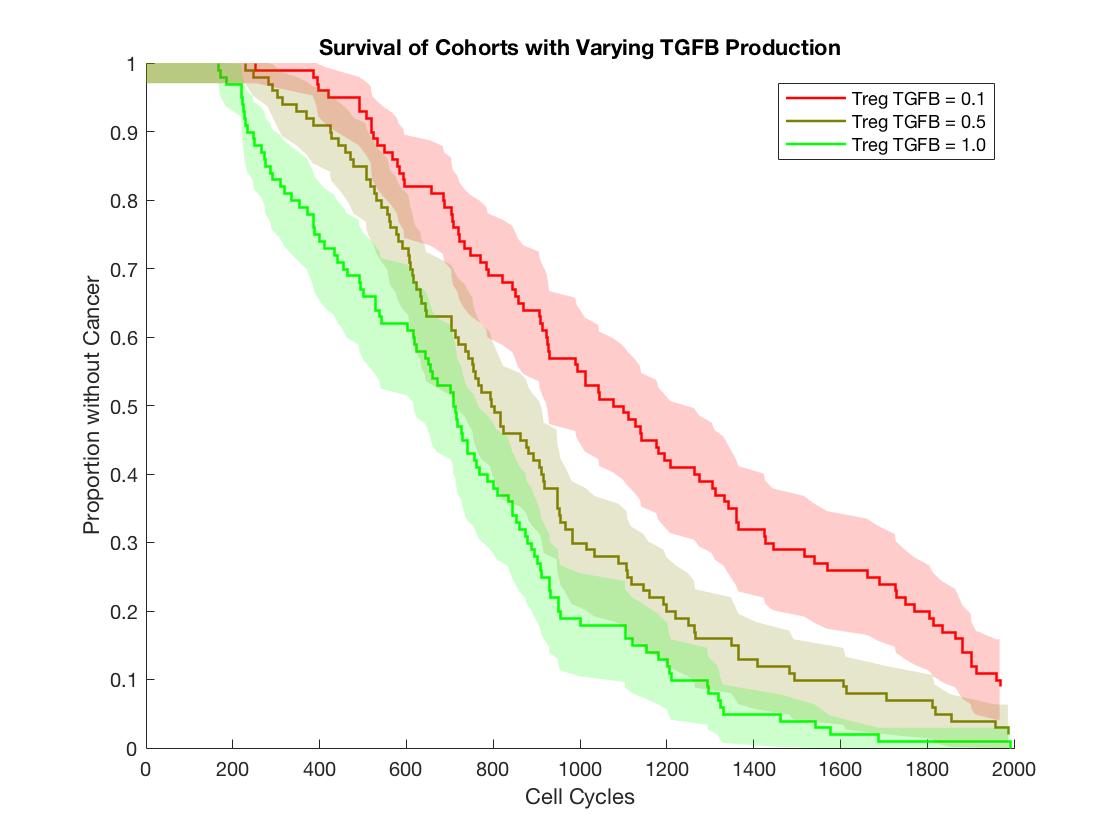 Survival of Cohorts with Varying TGFB Production
Treg TGFB = 0.1
Treg TGFB = 0.5
Treg TGFB = 1.0
Proportion without Cancer
1
0.9
0.8
0.7
0.6
0.5
0.4
0.3
0.2
0.1
0
0 200 400 600 800 1000 1200 1400 1600 1800 2000
Cell Cycles